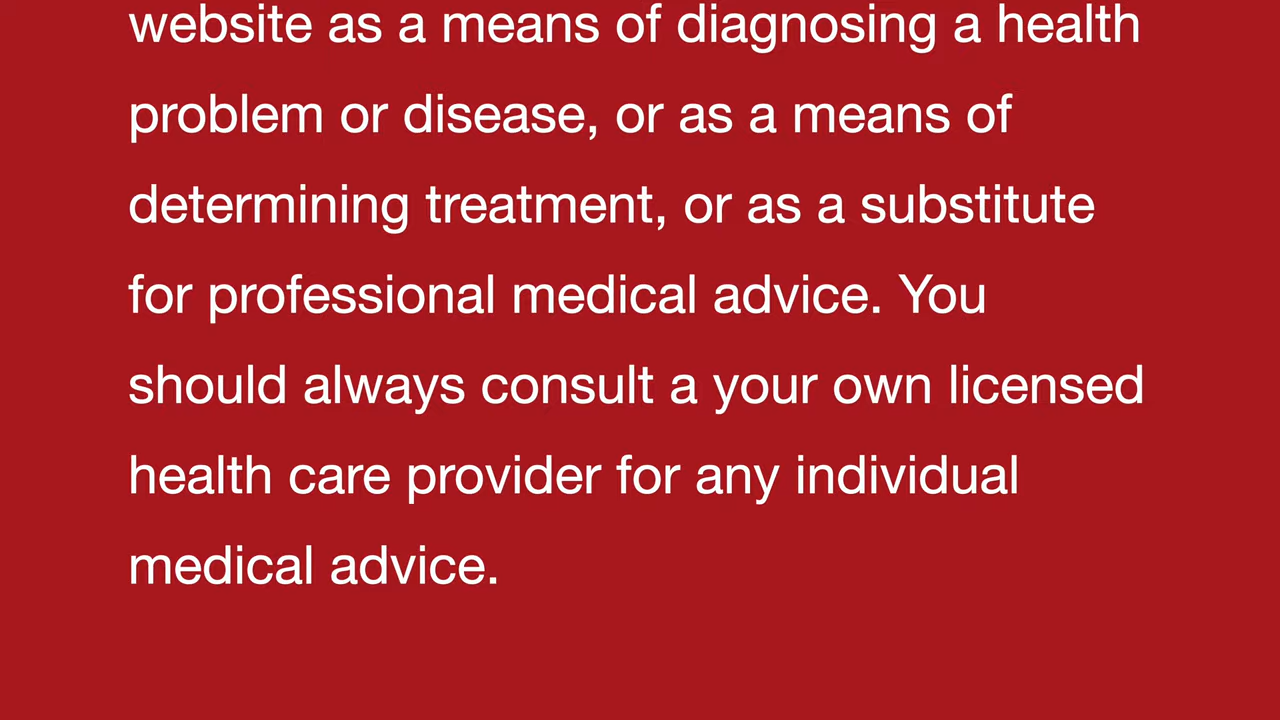 website as a means of diagnosing a health
problem or disease, or as a means of
determining treatment, or as a substitute
for professional medical advice. You
should always consult a your own licensed
health care provider for any individual
medical advice.